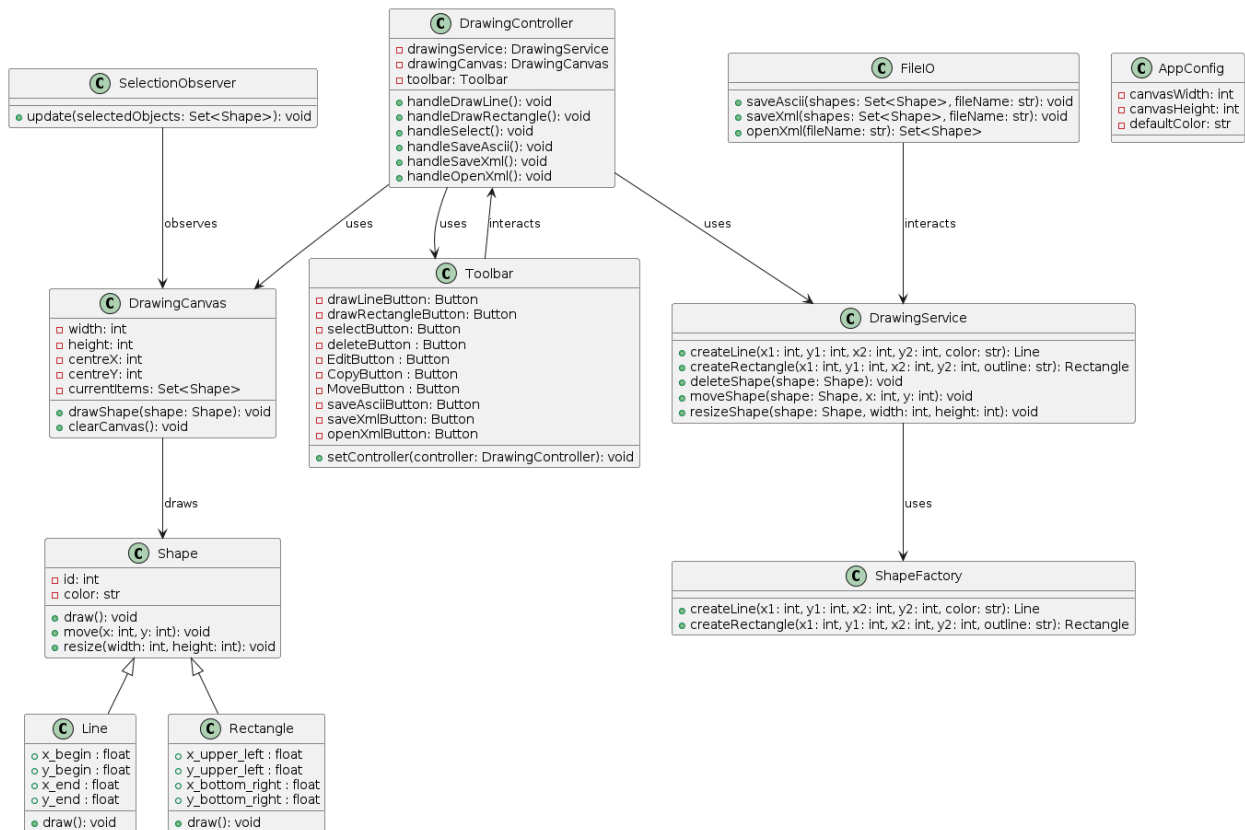 C DrawingController
drawingService: DrawingService
drawingCanvas: DrawingCanvas
toolbar: Toolbar
handleDrawLine(): void
handleDrawRectangle(): void
handleSelect(): void
handleSaveAscii(): void
handleSaveXml(): void
handleOpenXml(): void
C SelectionObserver
update(selectedObjects: Set<Shape>): void
C FileIO
saveAscii(shapes: Set<Shape>, fileName: str): void
saveXml(shapes: Set<Shape>, fileName: str): void
openXml(fileName: str): Set<Shape>
C AppConfig
canvasWidth: int
canvasHeight: int
defaultColor: str
observes
uses
uses
interacts
uses
interacts
C DrawingCanvas
width: int
height: int
centreX: int
centreY: int
currentItems: Set<Shape>
drawShape(shape: Shape): void
clearCanvas(): void
C Toolbar
drawLineButton: Button
drawRectangleButton: Button
selectButton: Button
deleteButton : Button
EditButton : Button
CopyButton : Button
MoveButton : Button
saveAsciiButton: Button
saveXmlButton: Button
openXmlButton: Button
setController(controller: DrawingController): void
C DrawingService
createLine(x1: int, y1: int, x2: int, y2: int, color: str): Line
createRectangle(x1: int, y1: int, x2: int, y2: int, outline: str): Rectangle
deleteShape(shape: Shape): void
moveShape(shape: Shape, x: int, y: int): void
resizeShape(shape: Shape, width: int, height: int): void
draws
uses
C Shape
id: int
color: str
draw(): void
move(x: int, y: int): void
resize(width: int, height: int): void
C ShapeFactory
createLine(x1: int, y1: int, x2: int, y2: int, color: str): Line
createRectangle(x1: int, y1: int, x2: int, y2: int, outline: str): Rectangle
C Line
x_begin : float
y_begin : float
x_end : float
y_end : float
draw(): void
C Rectangle
x_upper_left : float
y_upper_left : float
x_bottom_right : float
y_bottom_right : float
draw(): void